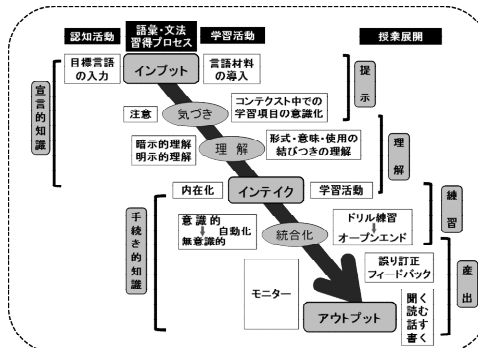 認知活動
語彙・文法
習得プロセス
学習活動
授業展開
目標言語
の入力
インプット
言語材料
の導入
提示
宣言的知識
注意
気づき
コンテクスト中での
学習項目の意識化
暗示的理解
明示的理解
理解
形式・意味・使用の
結びつきの理解
理解
内在化
インテイク
学習活動
練習
手続き的知識
意識的
自動化
無意識的
統合化
ドリル練習
オープンエンド
モニター
誤り訂正
フィードバック
産出
アウトプット
聞く
読む
話す
書く